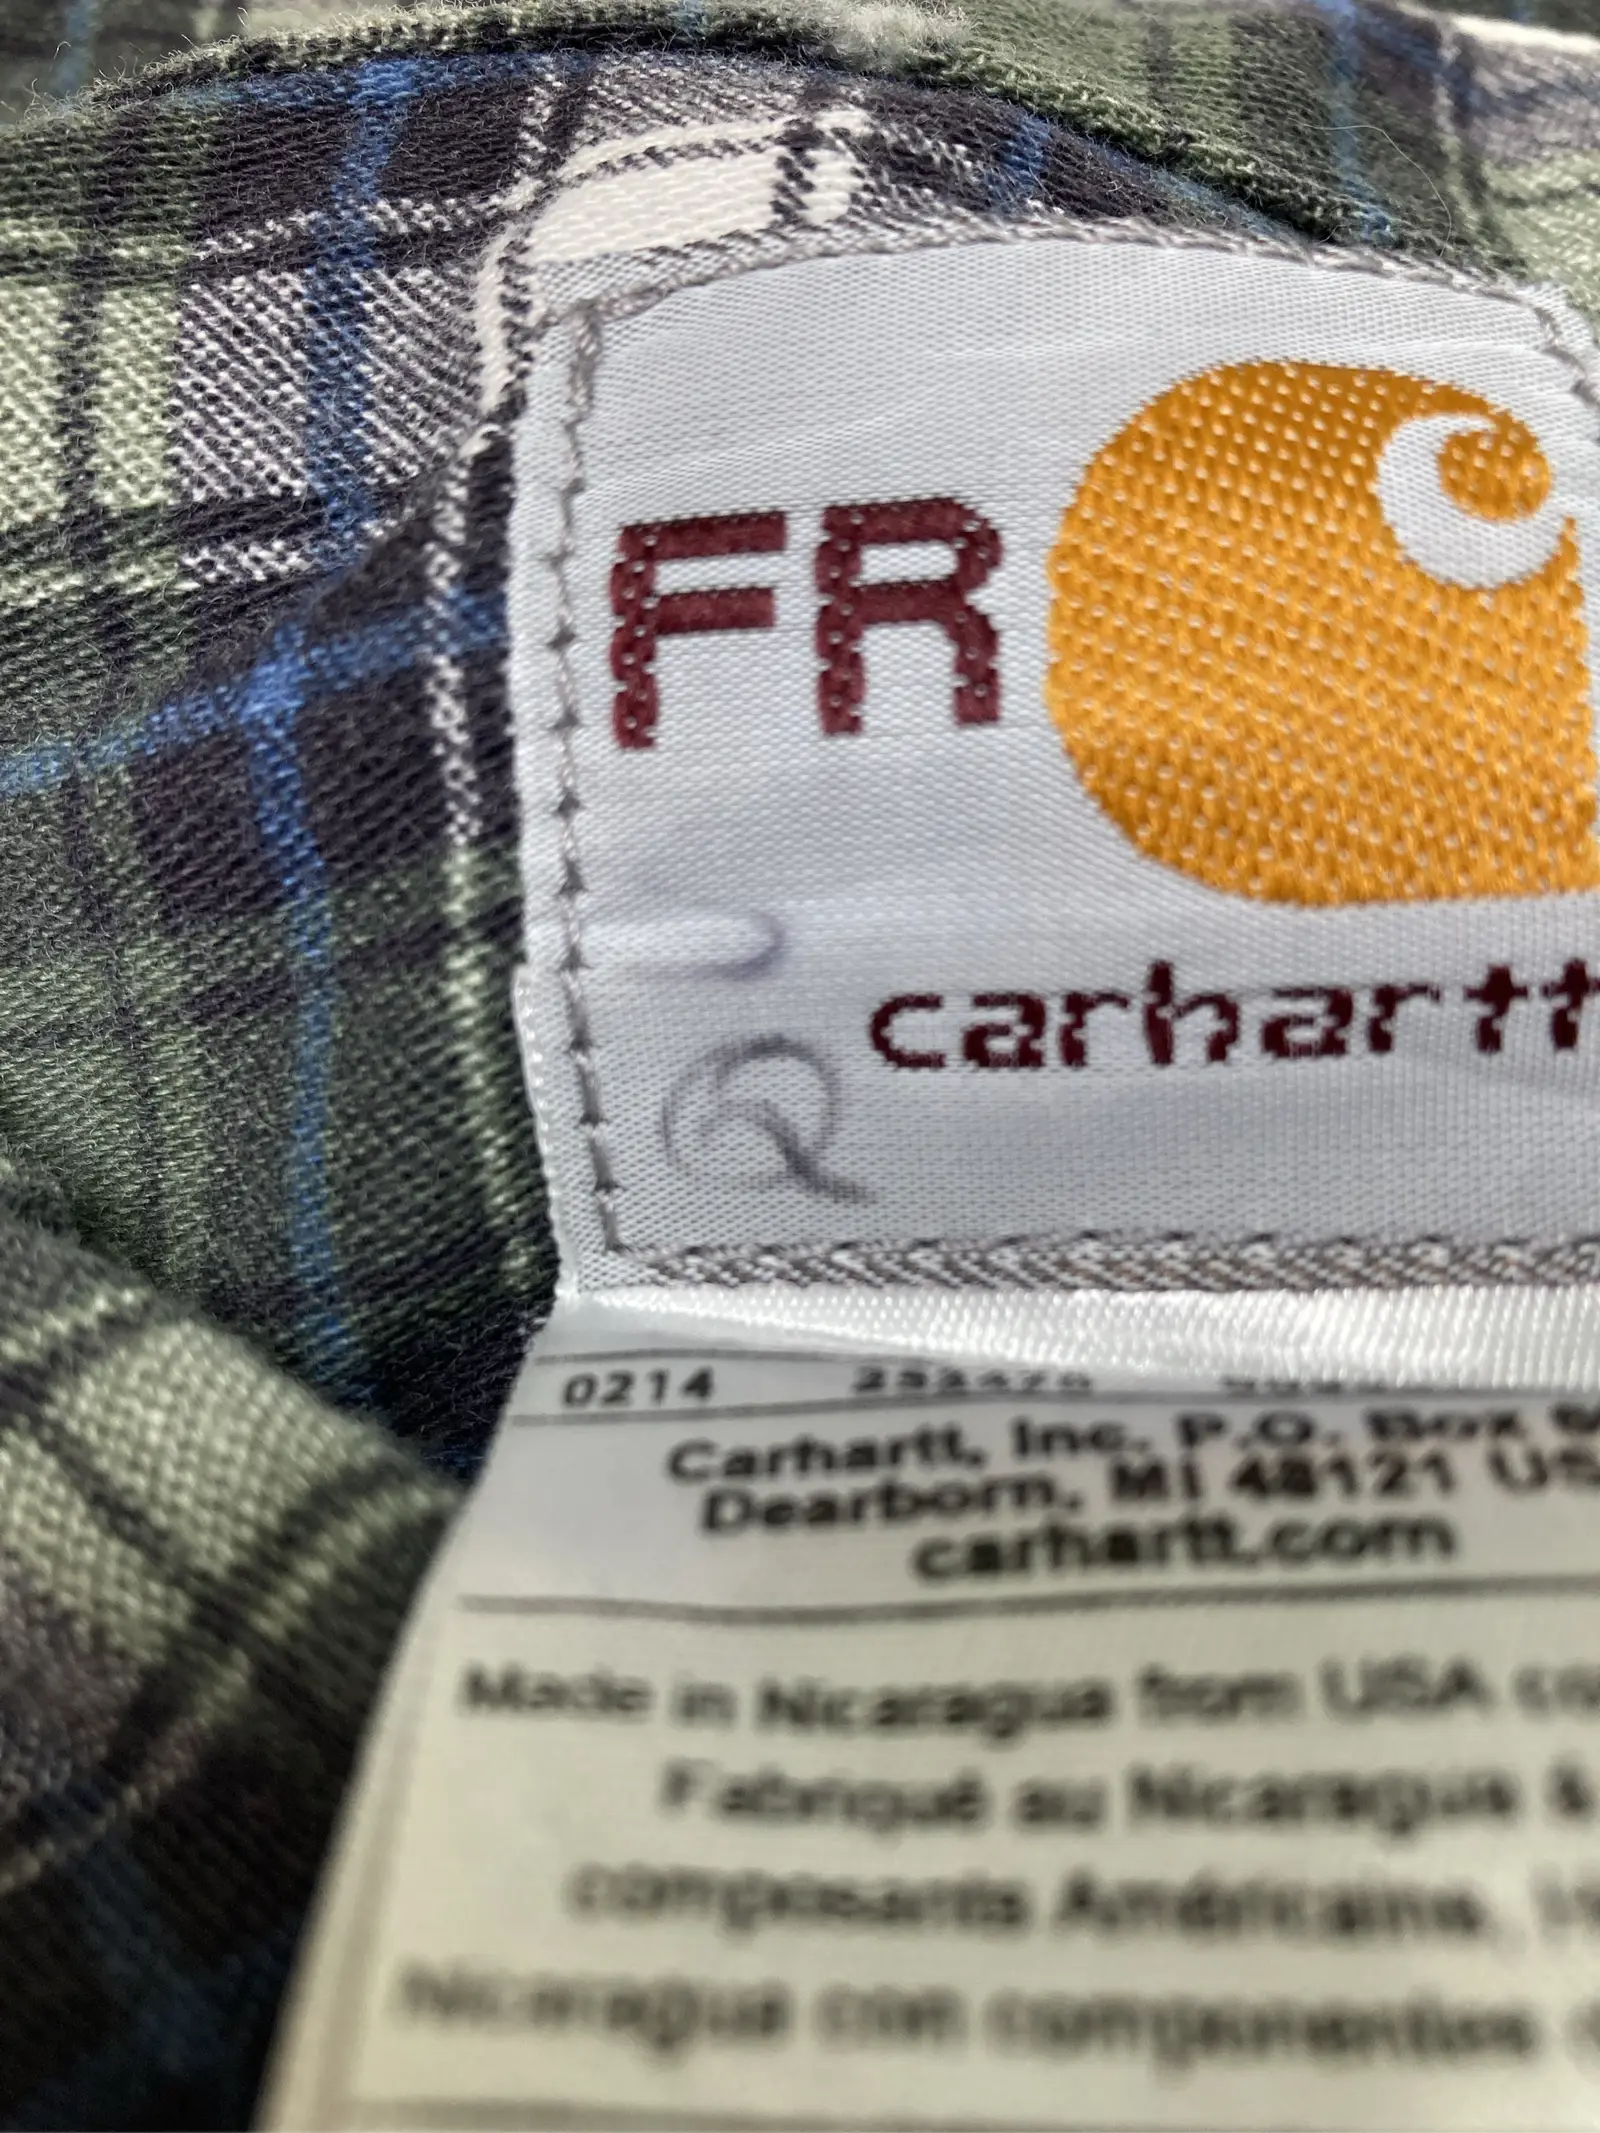 FR
carhartt
0214
Carhartt, Inc. P.O. Box
Dearborn, MI 48121
carhartt.com
Made in Nicaragua from USA
Fabriqué au Nicaragua
composants Américains.
Nicaragua con componentes